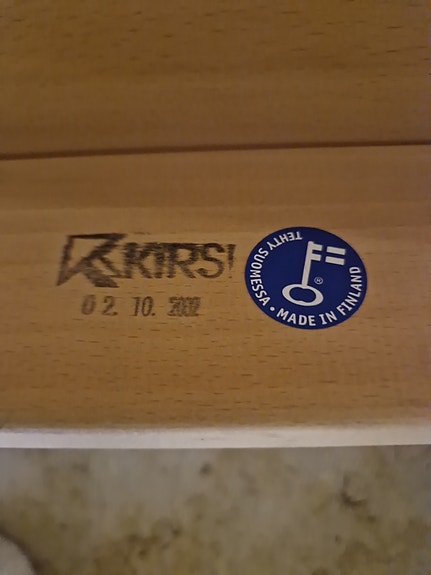 KIRSI
02. 10. 2002
TEHTY SUOMESSA • MADE IN FINLAND
®